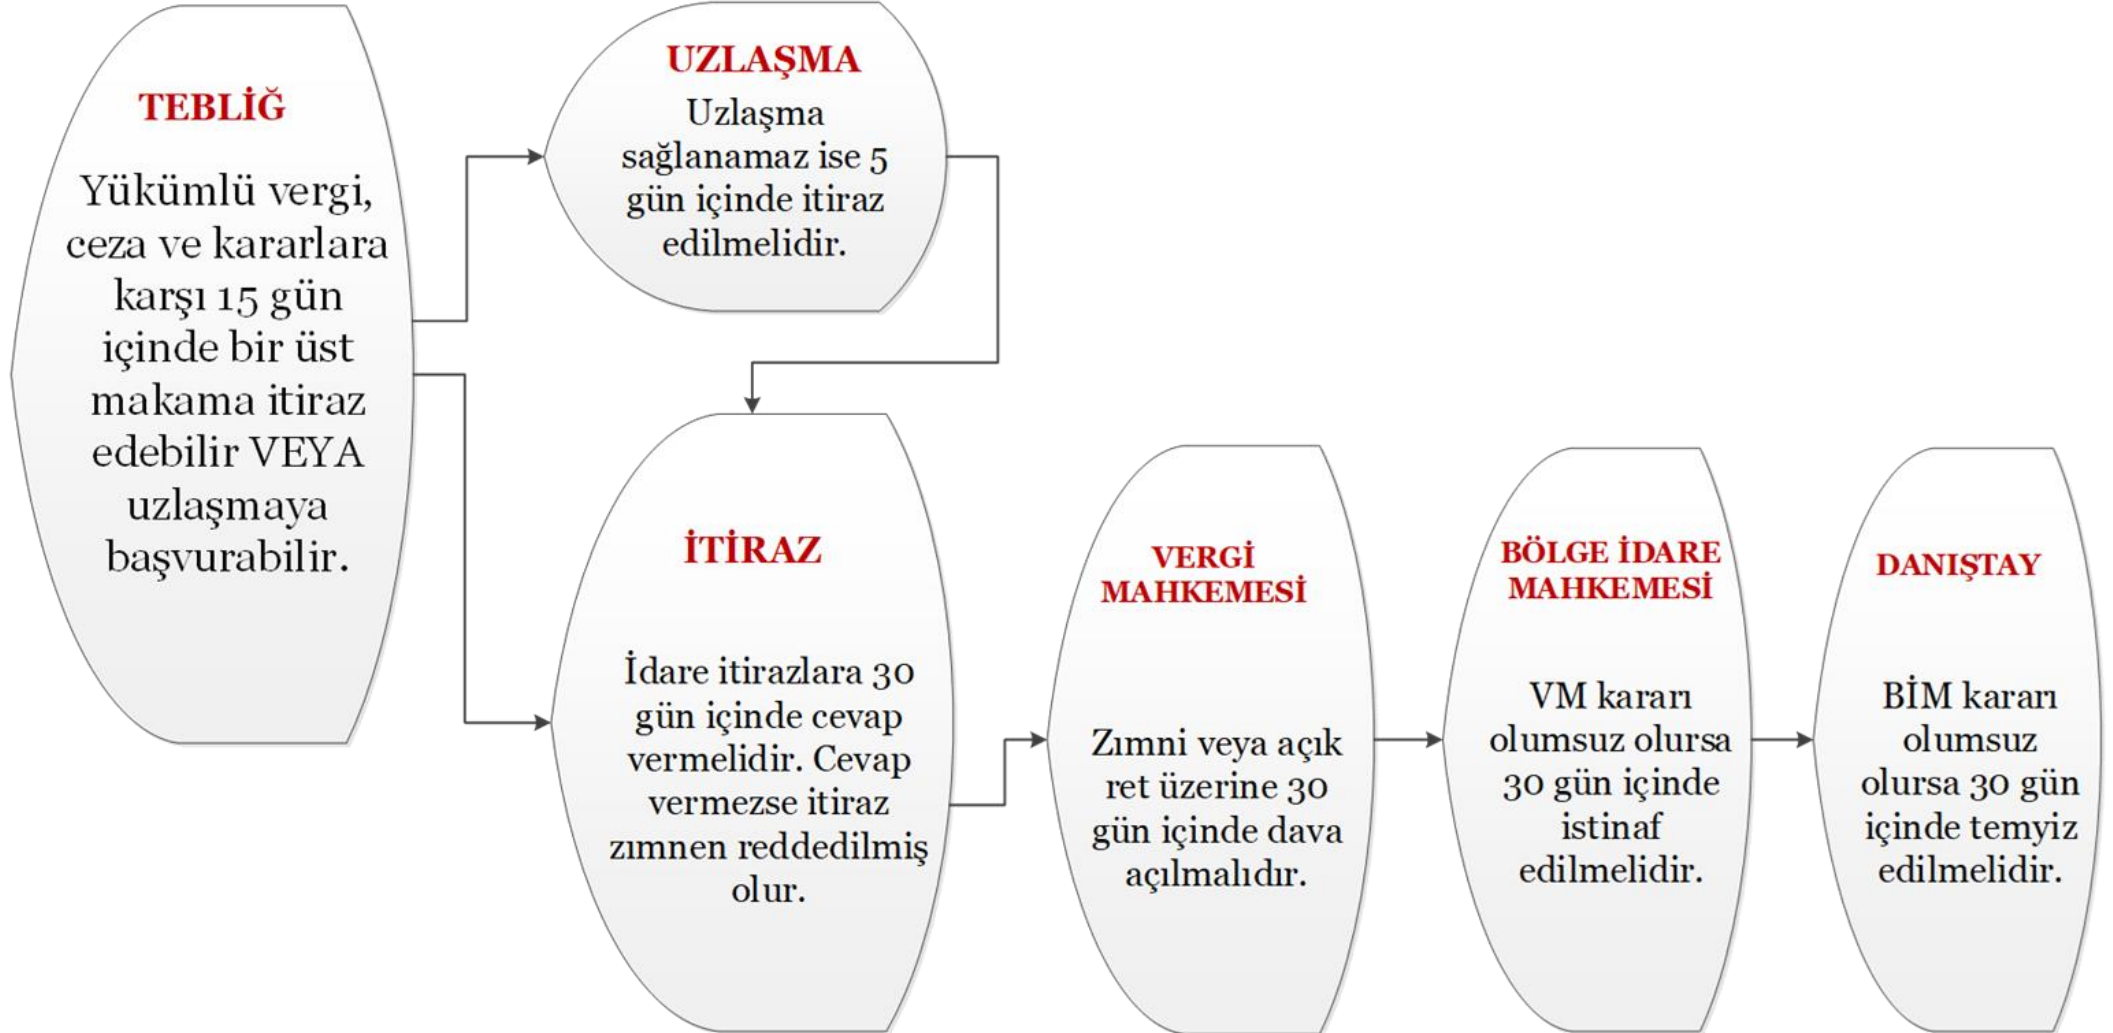 TEBLİĞ
Yükümlü vergi,
ceza ve kararlara
karşı 15 gün
içinde bir üst
makama itiraz
edebilir VEYA
uzlaşmaya
başvurabilir.
UZLAŞMA
Uzlaşma
sağlanamaz ise 5
gün içinde itiraz
edilmelidir.
İTİRAZ
İdare itirazlara 30
gün içinde cevap
vermelidir. Cevap
vermezse itiraz
zımnen reddedilmiş
olur.
VERGİ
MAHKEMESİ
Zımni veya açık
ret üzerine 30
gün içinde dava
açılmalıdır.
BÖLGE İDARE
MAHKEMESİ
VM kararı
olumsuz olursa
30 gün içinde
istinaf
edilmelidir.
DANIŞTAY
BİM kararı
olumsuz
olursa 30 gün
içinde temyiz
edilmelidir.